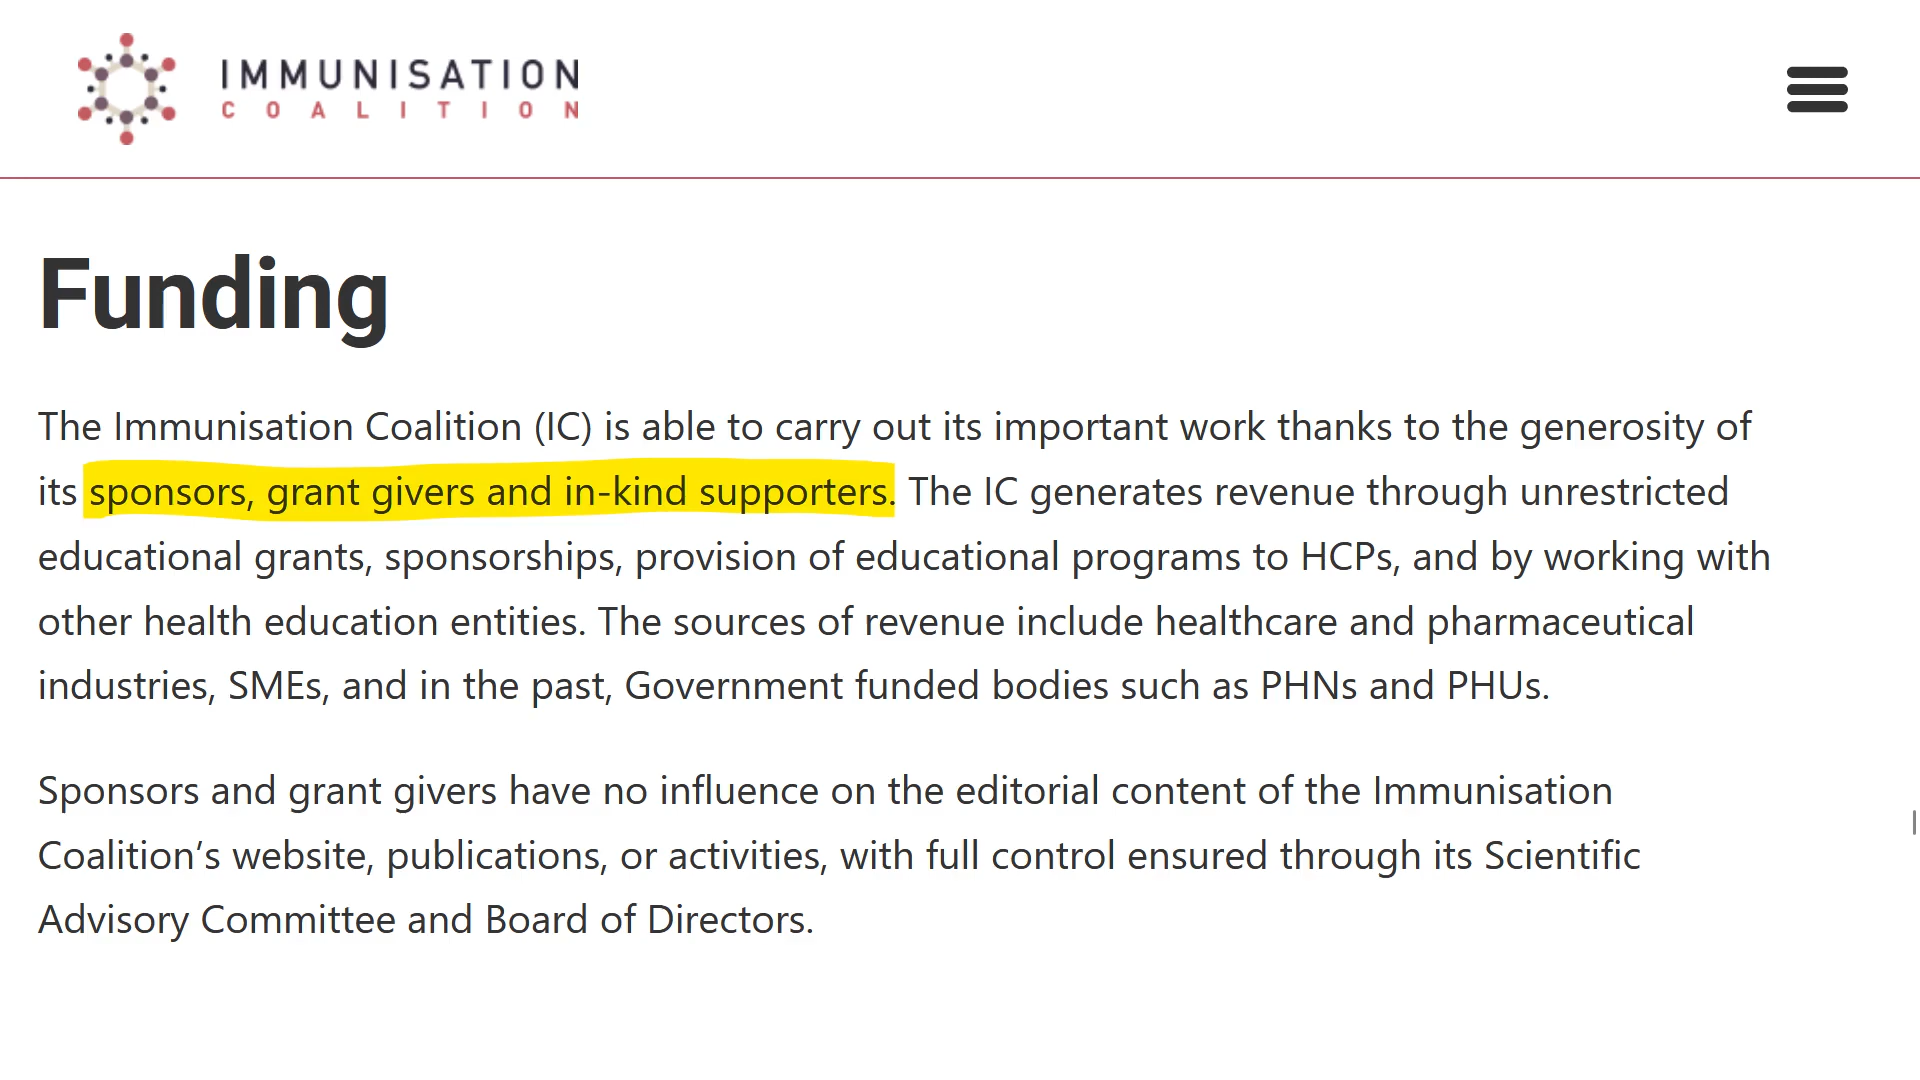 IMMUNISATION
COALITION
Funding
The Immunisation Coalition (IC) is able to carry out its important work thanks to the generosity of
its sponsors, grant givers and in-kind supporters. The IC generates revenue through unrestricted
educational grants, sponsorships, provision of educational programs to HCPs, and by working with
other health education entities. The sources of revenue include healthcare and pharmaceutical
industries, SMEs, and in the past, Government funded bodies such as PHNs and PHUs.
Sponsors and grant givers have no influence on the editorial content of the Immunisation
Coalition’s website, publications, or activities, with full control ensured through its Scientific
Advisory Committee and Board of Directors.